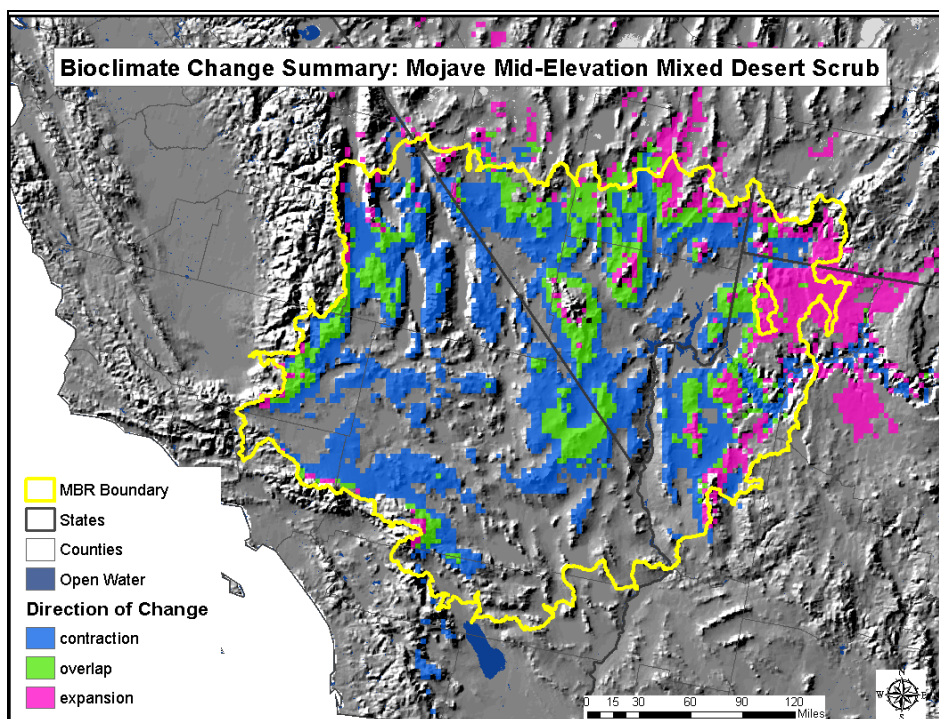 Bioclimate Change Summary: Mojave Mid-Elevation Mixed Desert Scrub
MBR Boundary
States
Counties
Open Water
Direction of Change
contraction
overlap
expansion
0 15 30 60 90 120
Miles
N
W E
S